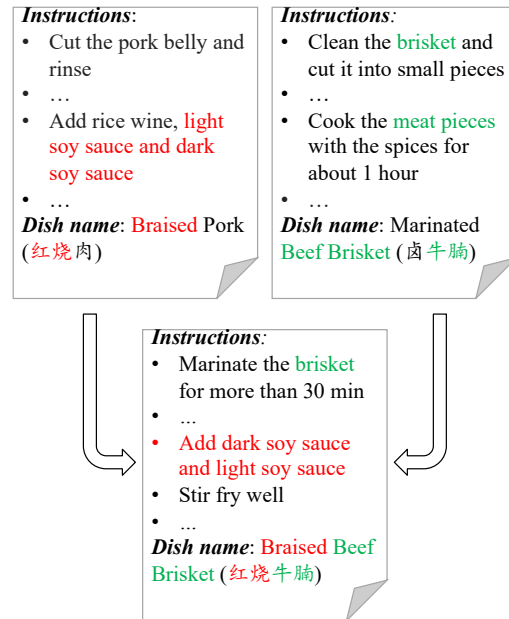 Instructions:
• Cut the pork belly and
rinse
• …
• Add rice wine, light
soy sauce and dark
soy sauce
• …
Dish name: Braised Pork
(红烧肉)
Instructions:
• Clean the brisket and
cut it into small pieces
• …
• Cook the meat pieces
with the spices for
about 1 hour
• …
Dish name: Marinated
Beef Brisket (卤牛腩)
Instructions:
• Marinate the brisket
for more than 30 min
• ...
• Add dark soy sauce
and light soy sauce
• Stir fry well
• ...
Dish name: Braised Beef
Brisket (红烧牛腩)